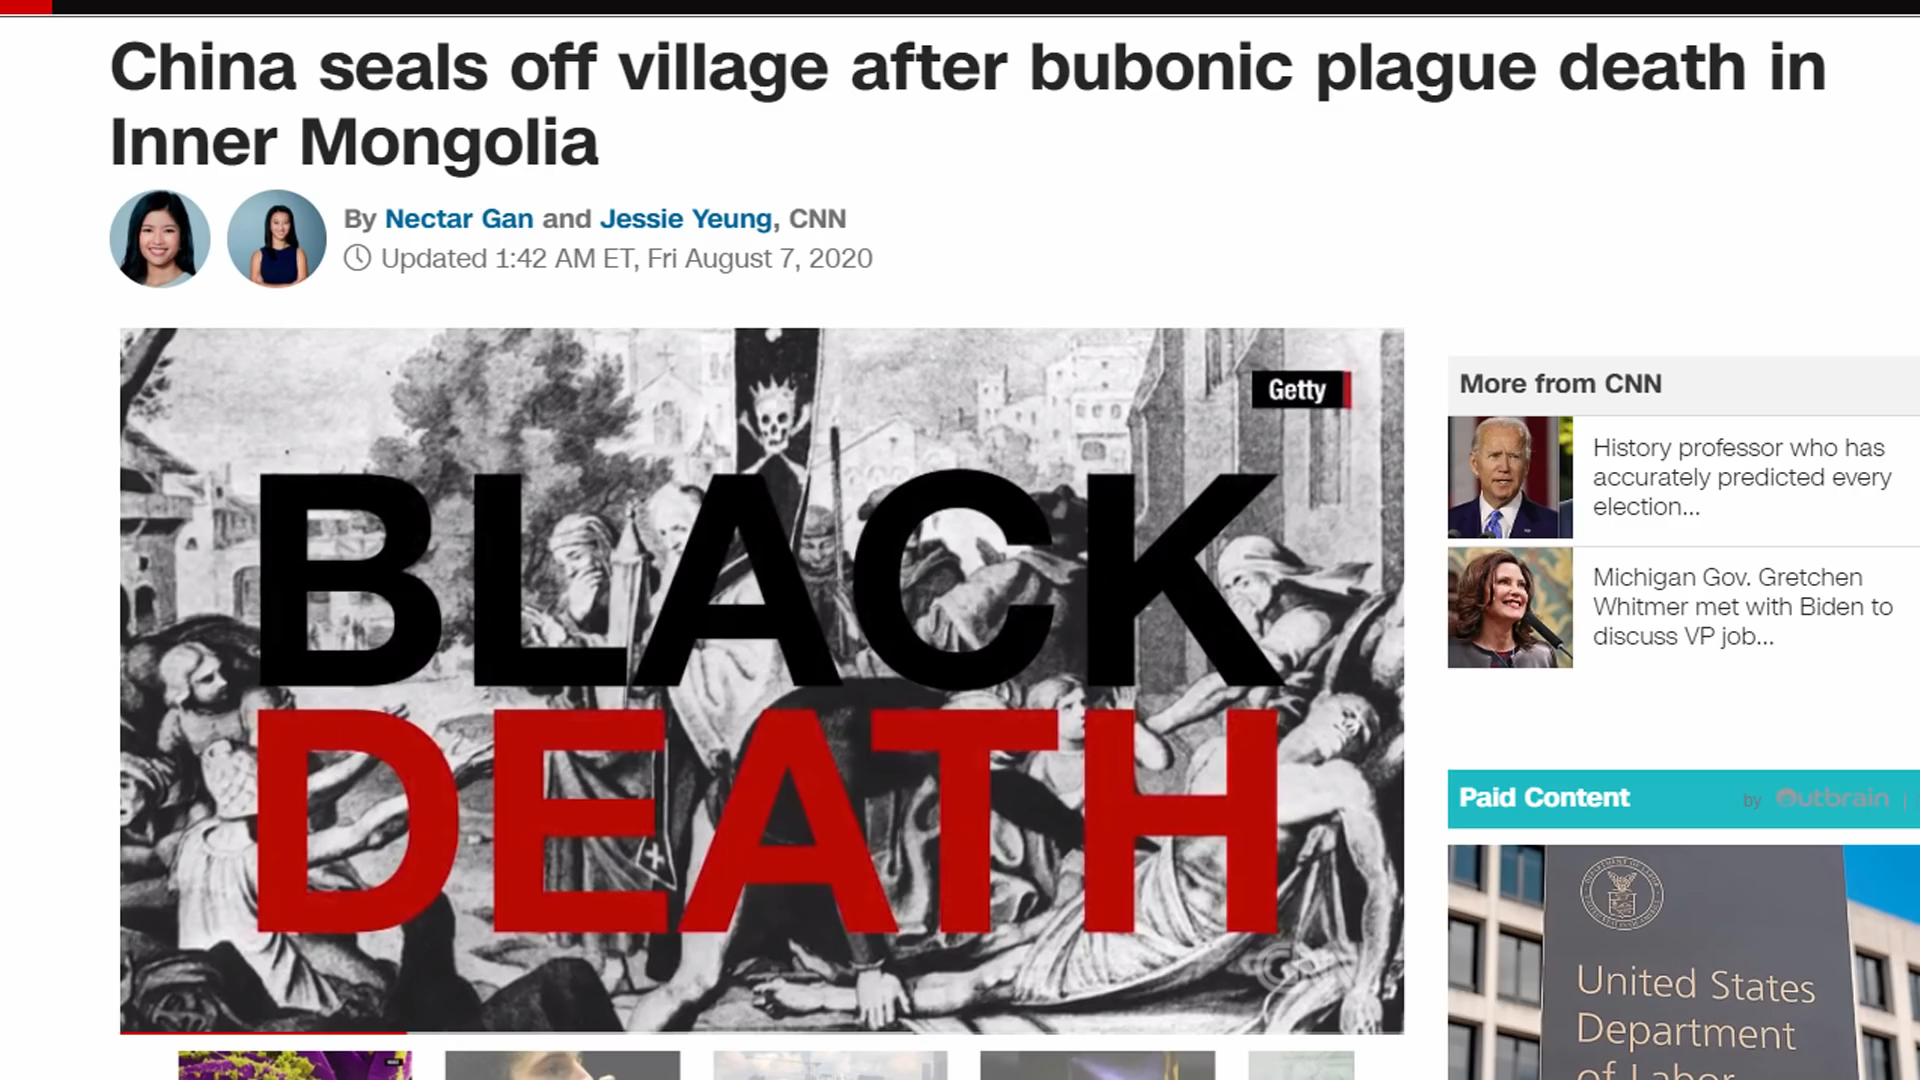 China seals off village after bubonic plague death in
Inner Mongolia
By Nectar Gan and Jessie Yeung, CNN
Updated 1:42 AM ET, Fri August 7, 2020
Getty
BLACK
DEATH
More from CNN
History professor who has
accurately predicted every
election...
Michigan Gov. Gretchen
Whitmer met with Biden to
discuss VP job...
Paid Content
by Outbrain |
United States
Department
of Labor